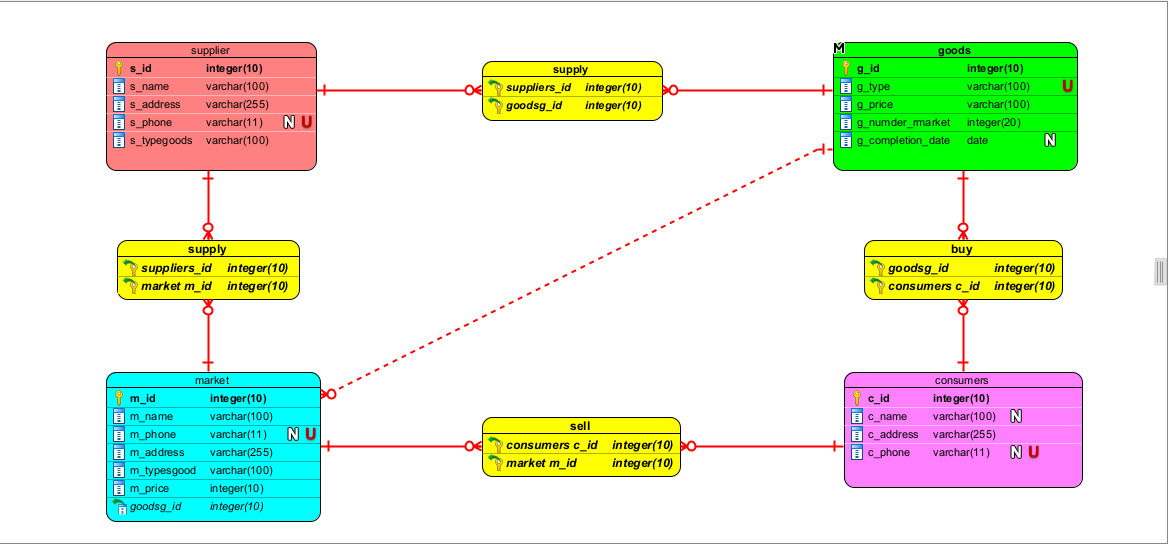 supplier
s_id integer(10)
s_name varchar(100)
s_address varchar(255)
s_phone varchar(11) N U
s_typegoods varchar(100)
supply
suppliers_id integer(10)
goodsg_id integer(10)
M
goods
g_id integer(10)
g_type varchar(100) U
g_price varchar(100)
g_numder_market integer(20)
g_completion_date date N
supply
suppliers_id integer(10)
market m_id integer(10)
buy
goodsg_id integer(10)
consumers c_id integer(10)
market
m_id integer(10)
m_name varchar(100)
m_phone varchar(11) N U
m_address varchar(255)
m_typesgood varchar(100)
m_price integer(10)
goodsg_id integer(10)
sell
consumers c_id integer(10)
market m_id integer(10)
consumers
c_id integer(10)
c_name varchar(100) N
c_address varchar(255)
c_phone varchar(11) N U